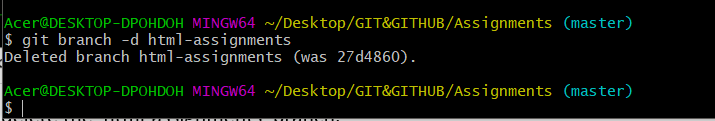 Acer@DESKTOP-DPOHDOH MINGW64 ~/Desktop/GIT&GITHUB/Assignments (master)
$ git branch -d html-assignments
Deleted branch html-assignments (was 27d4860).
Acer@DESKTOP-DPOHDOH MINGW64 ~/Desktop/GIT&GITHUB/Assignments (master)
$